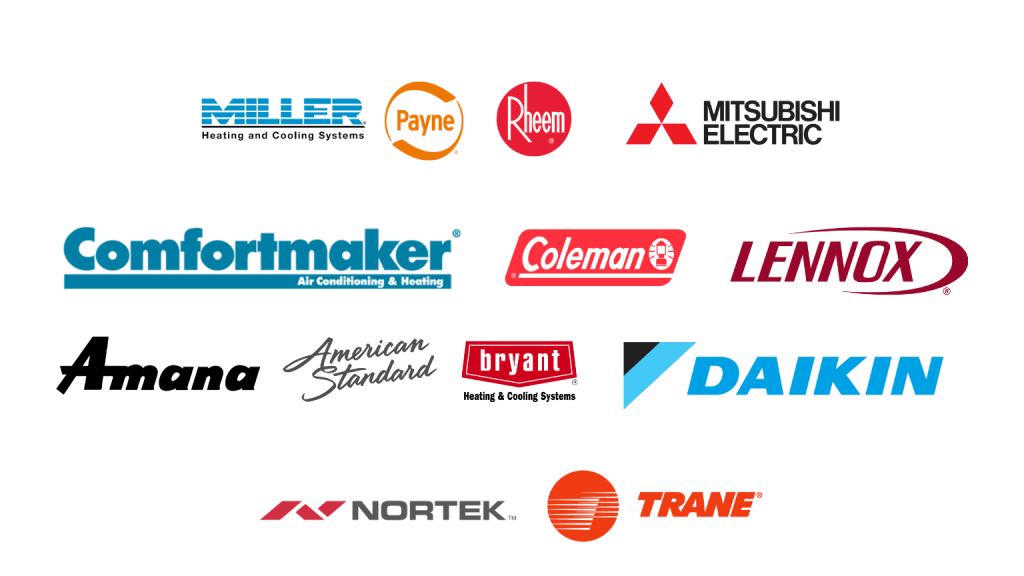 MILLER®
Heating and Cooling Systems
Payne®
Rheem®
MITSUBISHI
ELECTRIC
Comfortmaker®
Air Conditioning & Heating
Coleman®
LENNOX®
Amana
American
Standard
bryant®
Heating & Cooling Systems
DAIKIN
NORTEK™
TRANE®